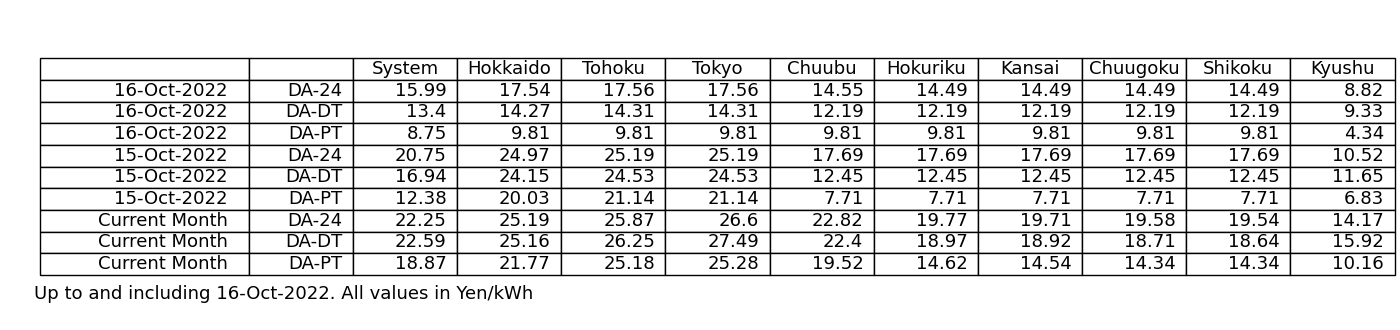 System Hokkaido Tohoku Tokyo Chuubu Hokuriku Kansai Chuugoku Shikoku Kyushu
16-Oct-2022 DA-24 15.99 17.54 17.56 17.56 14.55 14.49 14.49 14.49 14.49 8.82
16-Oct-2022 DA-DT 13.4 14.27 14.31 14.31 12.19 12.19 12.19 12.19 12.19 9.33
16-Oct-2022 DA-PT 8.75 9.81 9.81 9.81 9.81 9.81 9.81 9.81 9.81 4.34
15-Oct-2022 DA-24 20.75 24.97 25.19 25.19 17.69 17.69 17.69 17.69 17.69 10.52
15-Oct-2022 DA-DT 16.94 24.15 24.53 24.53 12.45 12.45 12.45 12.45 12.45 11.65
15-Oct-2022 DA-PT 12.38 20.03 21.14 21.14 7.71 7.71 7.71 7.71 7.71 6.83
Current Month DA-24 22.25 25.19 25.87 26.6 22.82 19.77 19.71 19.58 19.54 14.17
Current Month DA-DT 22.59 25.16 26.25 27.49 22.4 18.97 18.92 18.71 18.64 15.92
Current Month DA-PT 18.87 21.77 25.18 25.28 19.52 14.62 14.54 14.34 14.34 10.16
Up to and including 16-Oct-2022. All values in Yen/kWh